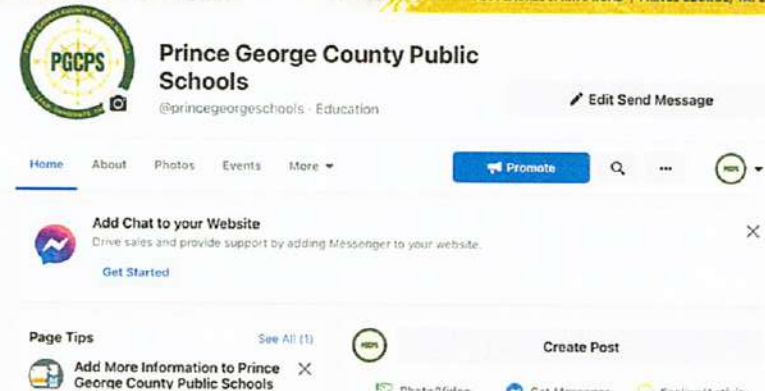 PGCPS
Prince George County Public
Schools
@princegeorgeschools · Education
Edit Send Message
Home About Photos Events More
Promote
Add Chat to your Website
Drive sales and provide support by adding Messenger to your website.
Get Started
Page Tips See All (1)
Create Post
Add More Information to Prince
George County Public Schools
Photo/Video